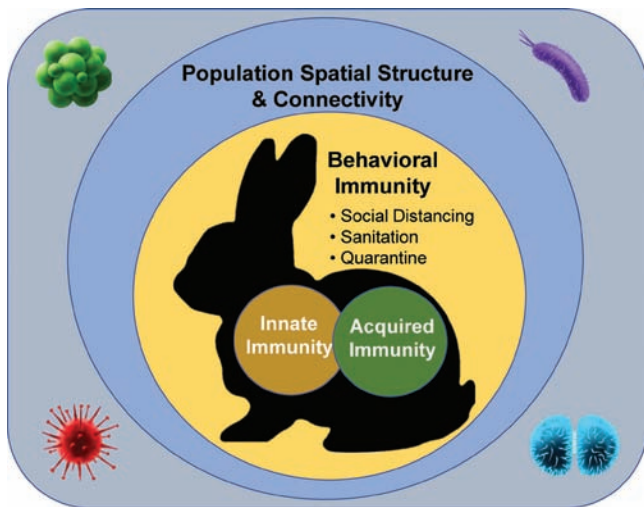 Population Spatial Structure
& Connectivity
Behavioral
Immunity
• Social Distancing
• Sanitation
• Quarantine
Innate
Immunity
Acquired
Immunity